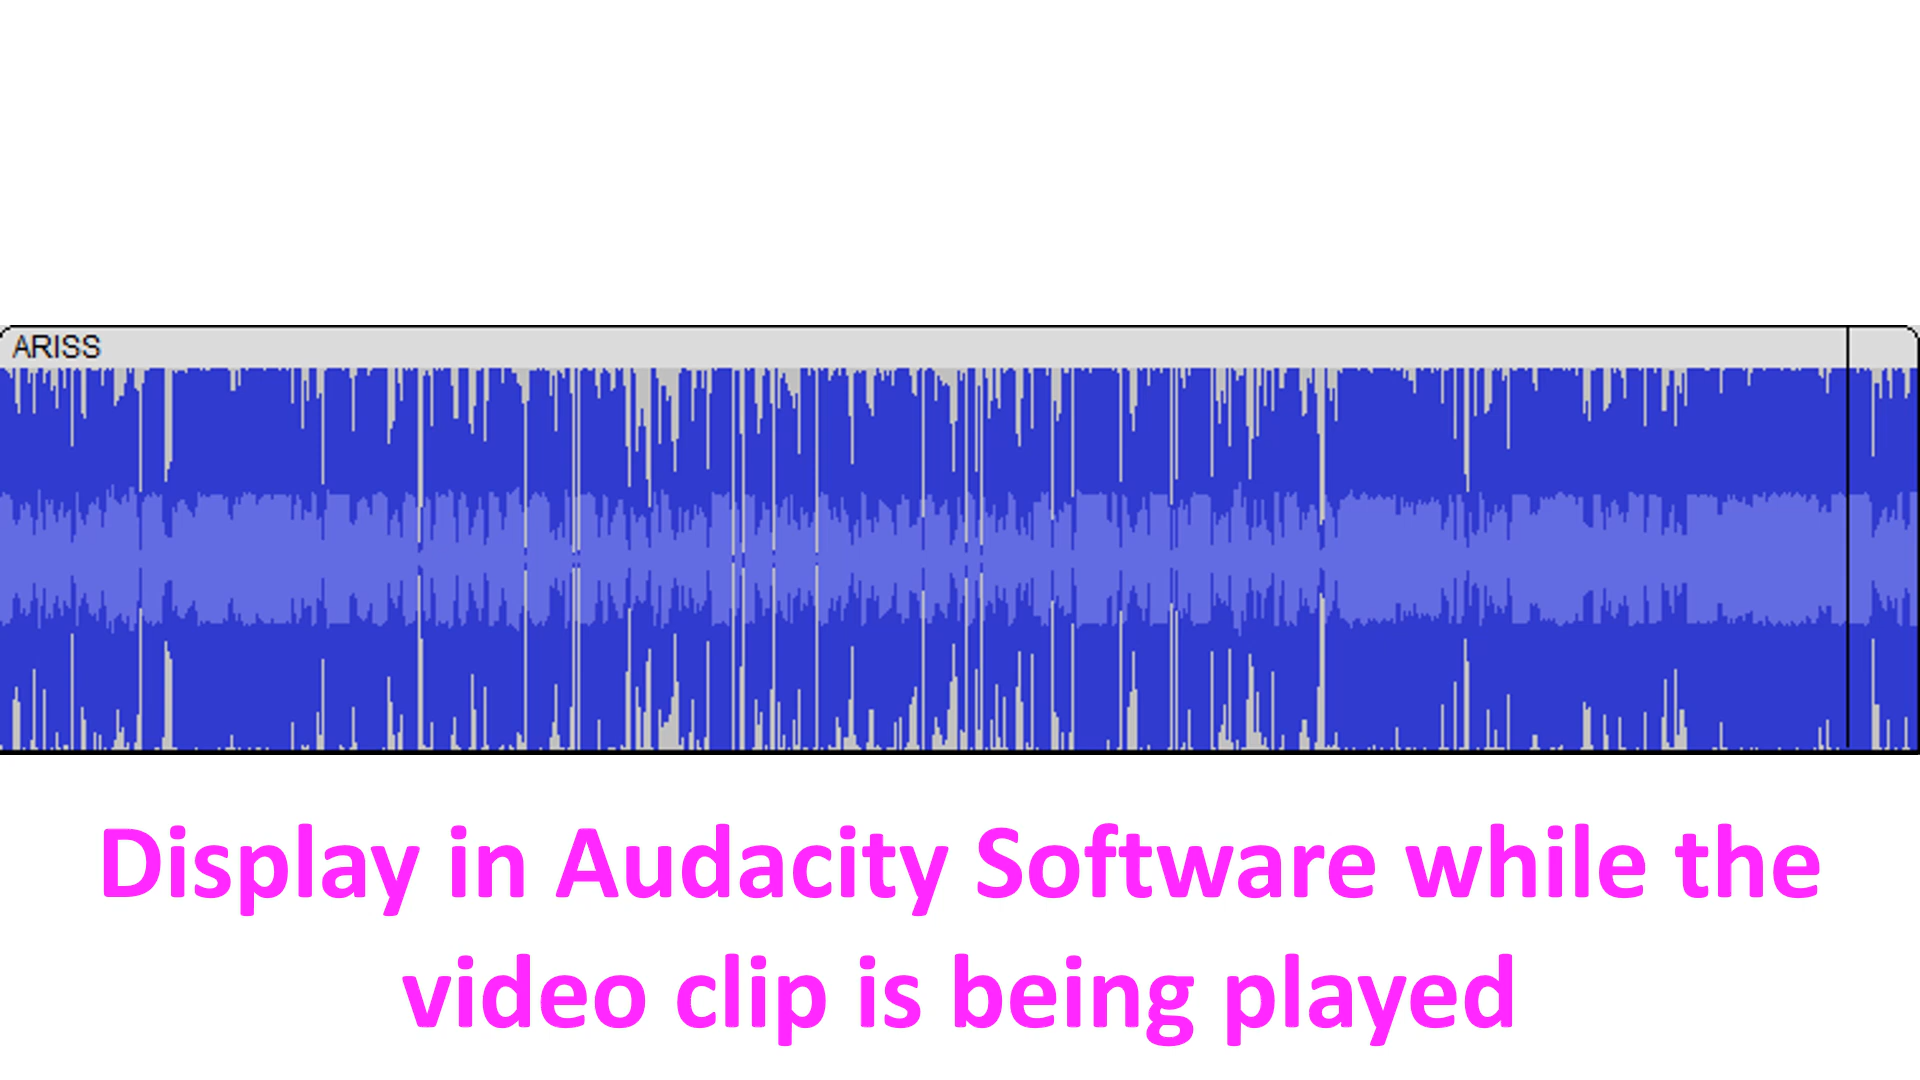 ARISS
Display in Audacity Software while the
video clip is being played